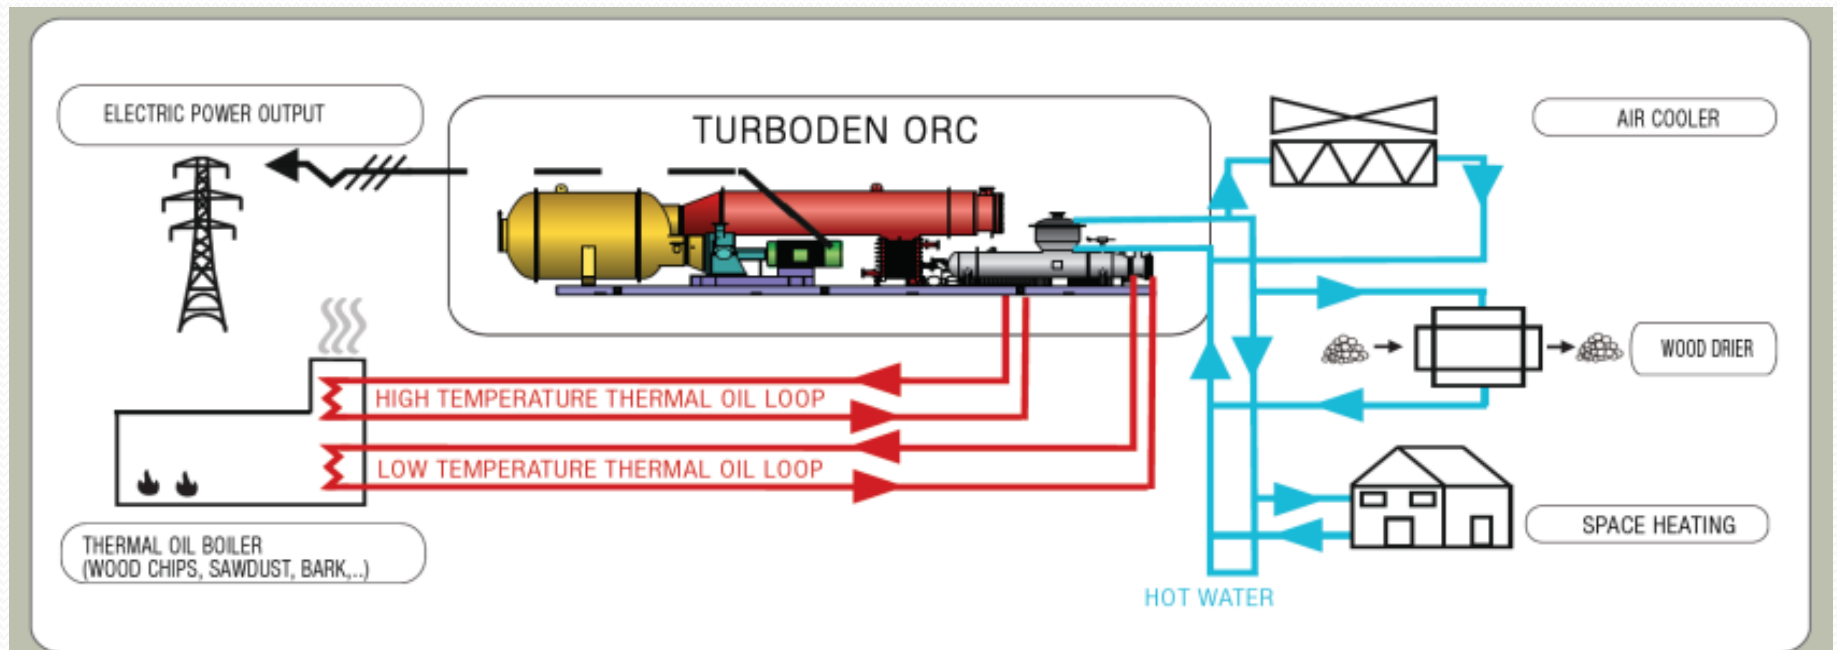 ELECTRIC POWER OUTPUT
TURBODEN ORC
AIR COOLER
WOOD DRIER
HIGH TEMPERATURE THERMAL OIL LOOP
LOW TEMPERATURE THERMAL OIL LOOP
SPACE HEATING
THERMAL OIL BOILER
(WOOD CHIPS, SAWDUST, BARK,..)
HOT WATER